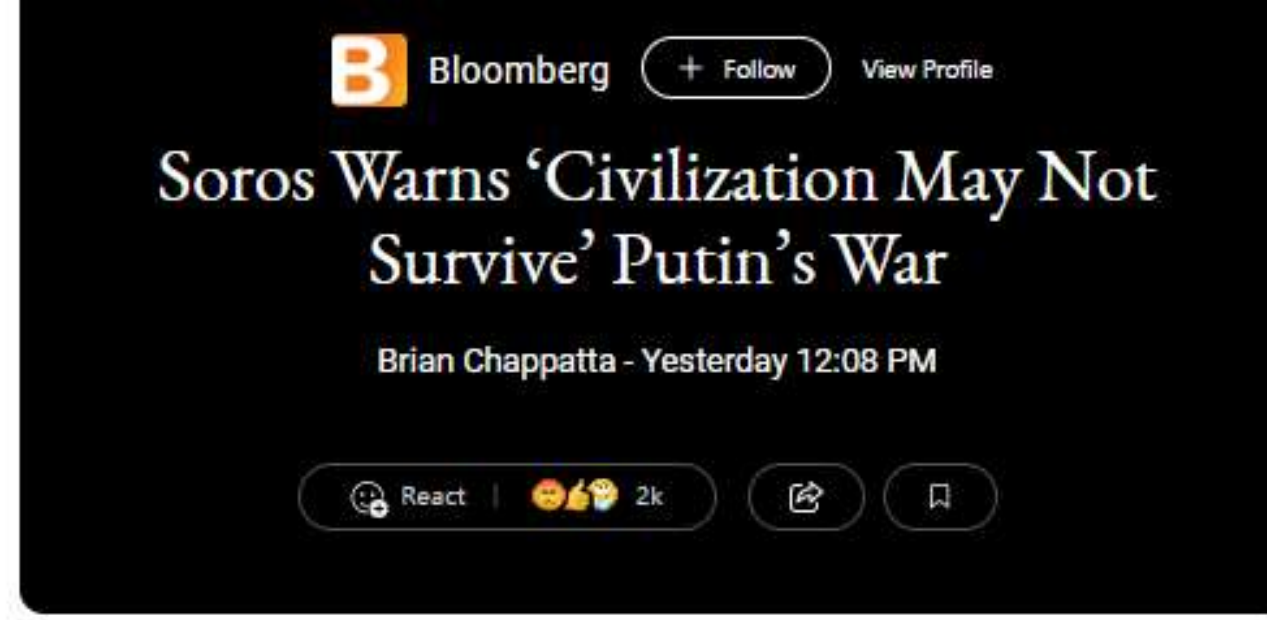 B Bloomberg + Follow View Profile
Soros Warns ‘Civilization May Not
Survive’ Putin’s War
Brian Chappatta - Yesterday 12:08 PM
React 2k